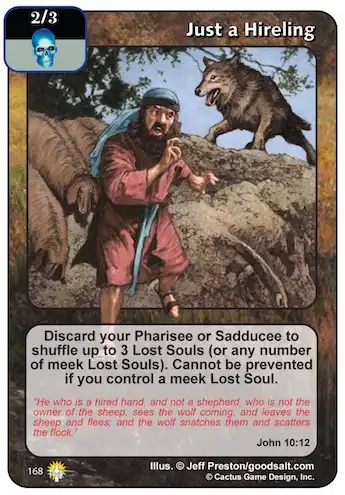 2/3
Just a Hireling
Discard your Pharisee or Sadducee to
shuffle up to 3 Lost Souls (or any number
of meek Lost Souls). Cannot be prevented
if you control a meek Lost Soul.
"He who is a hired hand, and not a shepherd, who is not the
owner of the sheep, sees the wolf coming, and leaves the
sheep and flees; and the wolf snatches them and scatters
the flock."
John 10:12
168
Illus. © Jeff Preston/goodsalt.com
© Cactus Game Design, Inc.